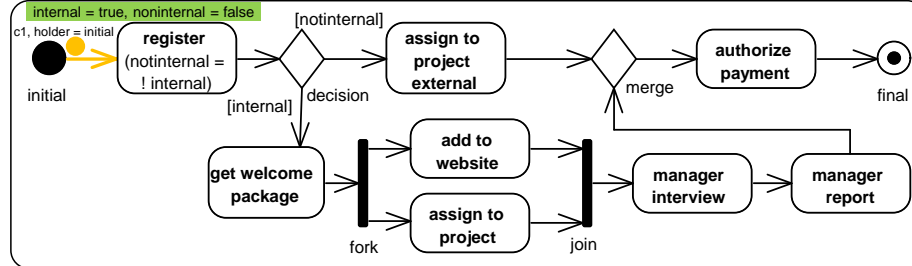 internal = true, noninternal = false
c1, holder = initial
initial
register
(notinternal =
! internal)
[notinternal]
[internal]
decision
assign to
project
external
merge
authorize
payment
final
get welcome
package
fork
add to
website
assign to
project
join
manager
interview
manager
report